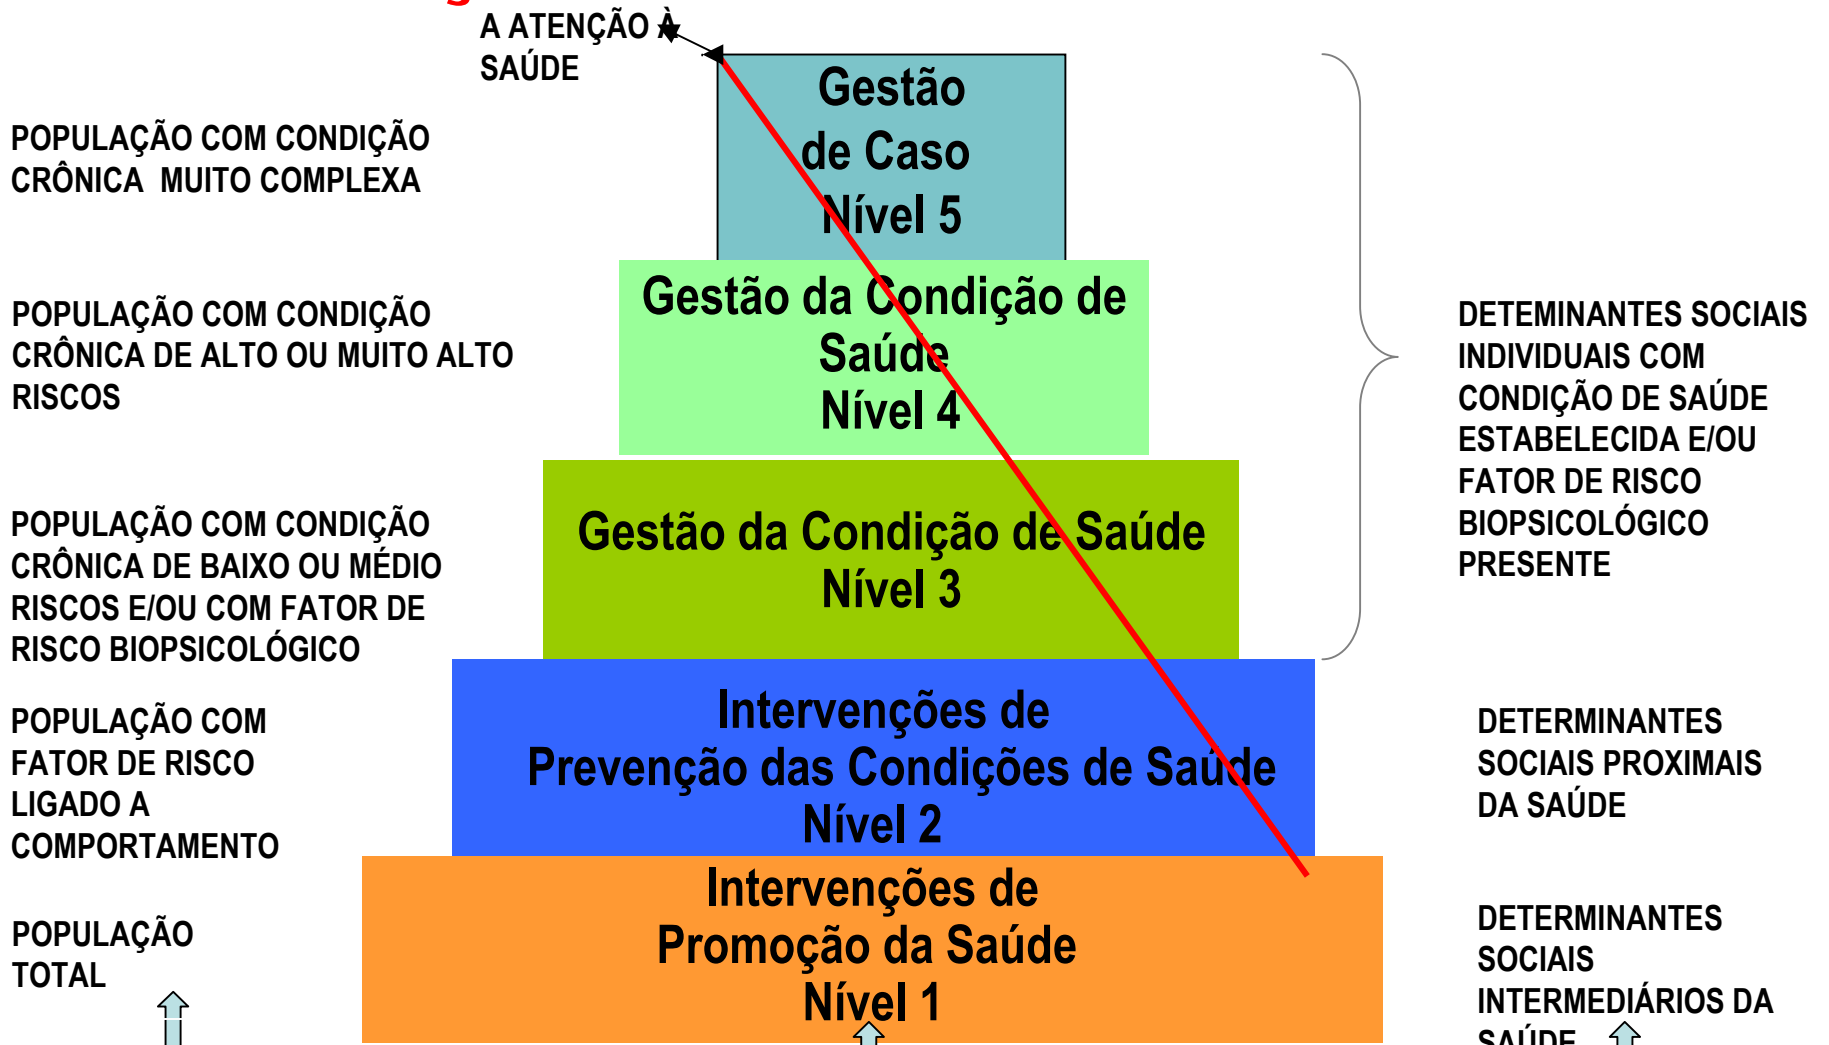 A ATENÇÃO À
SAÚDE
Gestão
de Caso
Nível 5
POPULAÇÃO COM CONDIÇÃO
CRÔNICA MUITO COMPLEXA
Gestão da Condição de
Saúde
Nível 4
POPULAÇÃO COM CONDIÇÃO
CRÔNICA DE ALTO OU MUITO ALTO
RISCOS
DETEMINANTES SOCIAIS
INDIVIDUAIS COM
CONDIÇÃO DE SAÚDE
ESTABELECIDA E/OU
FATOR DE RISCO
BIOPSICOLÓGICO
PRESENTE
Gestão da Condição de Saúde
Nível 3
POPULAÇÃO COM CONDIÇÃO
CRÔNICA DE BAIXO OU MÉDIO
RISCOS E/OU COM FATOR DE
RISCO BIOPSICOLÓGICO
Intervenções de
Prevenção das Condições de Saúde
Nível 2
POPULAÇÃO COM
FATOR DE RISCO
LIGADO A
COMPORTAMENTO
DETERMINANTES
SOCIAIS PROXIMAIS
DA SAÚDE
Intervenções de
Promoção da Saúde
Nível 1
POPULAÇÃO
TOTAL
DETERMINANTES
SOCIAIS
INTERMEDIÁRIOS DA
SAÚDE